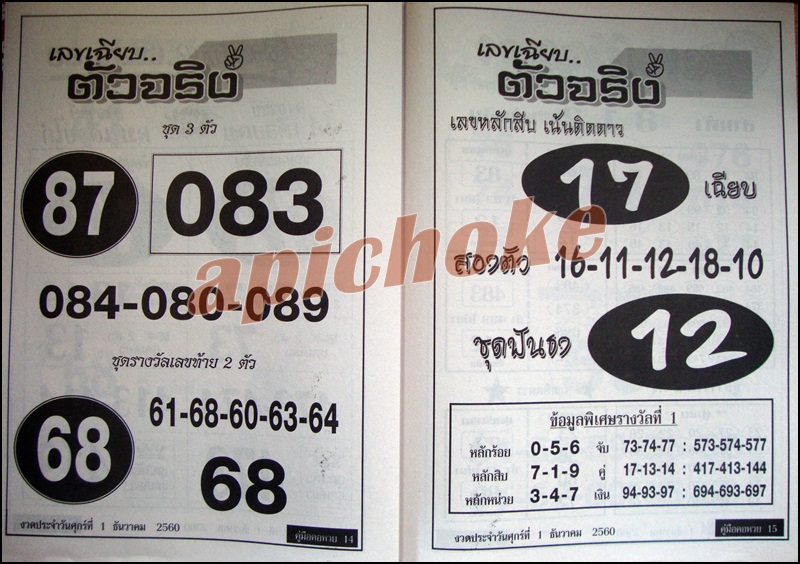 เลขเฉียบ..
ตัวจริง
ชุด 3 ตัว
87 083
084-080-089
ชุดรางวัลเลขท้าย 2 ตัว
68 61-68-60-63-64
68
งวดประจำวันศุกร์ที่ 1 ธันวาคม 2560 คู่มือคอหวย 14
เลขเฉียบ..
ตัวจริง
เลขหลักสิบ เน้นติดดาว
17 เฉียบ
สองตัว 16-11-12-18-10
ชุดฟันธง 12
ข้อมูลพิเศษรางวัลที่ 1
หลักร้อย 0-5-6 จับ 73-74-77 : 573-574-577
หลักสิบ 7-1-9 คู่ 17-13-14 : 417-413-144
หลักหน่วย 3-4-7 เงิน 94-93-97 : 694-693-697
งวดประจำวันศุกร์ที่ 1 ธันวาคม 2560 คู่มือคอหวย 15
apichoke